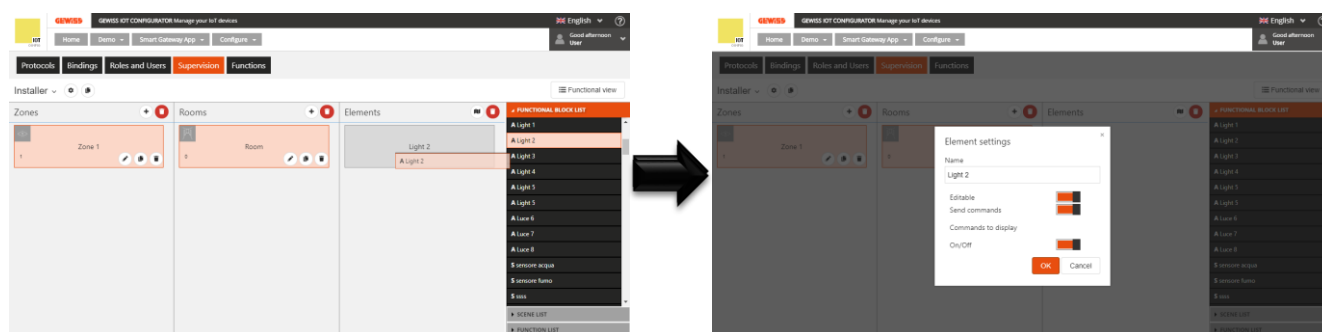 GEWISS GEWISS IOT CONFIGURATOR Manage your IoT devices English ?
IOT Home Demo Smart Gateway App Configure Good afternoon
User
Protocols Bindings Roles and Users Supervision Functions
Installer Functional view
Zones + Rooms + Elements FUNCTIONAL BLOCK LIST
Zone 1
1
Room
0
Light 2
A Light 2
A Light 1
A Light 2
A Light 3
A Light 4
A Light 5
A Light 5
A Luce 6
A Luce 7
A Luce 8
S sensore acqua
S sensore fumo
SCENE LIST
FUNCTION LIST
GEWISS GEWISS IOT CONFIGURATOR Manage your IoT devices English
IOT Home Demo Smart Gateway App Configure Good afternoon
User
Protocols Bindings Roles and Users Supervision Functions
Installer Functional view
Zones + Rooms + Elements FUNCTIONAL BLOCK LIST
Zone 1
1
Element settings ×
Name
Light 2
Editable
Send commands
Commands to display
On/Off
OK Cancel
A Light 1
A Light 2
A Light 3
A Light 4
A Light 5
A Light 5
A Luce 6
A Luce 7
A Luce 8
S sensore acqua
S sensore fumo
SCENE LIST
FUNCTION LIST